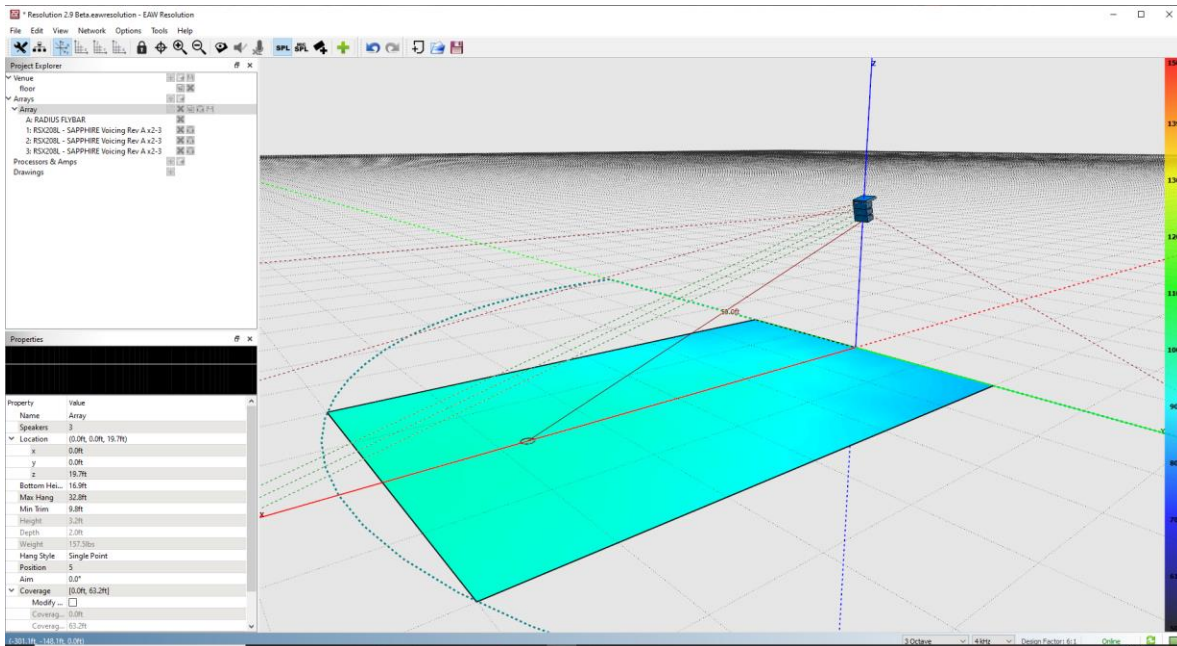 * Resolution 2.9 Beta.eawresolution - EAW Resolution
File Edit View Network Options Tools Help
SPL
Project Explorer
Venue
floor
Arrays
Array
A: RADIUS FLYBAR
1: RSX208L - SAPPHIRE Voicing Rev A x2-3
2: RSX208L - SAPPHIRE Voicing Rev A x2-3
3: RSX208L - SAPPHIRE Voicing Rev A x2-3
Processors & Amps
Drawings
Properties
Property Value
Name Array
Speakers 3
Location (0.0ft, 0.0ft, 19.7ft)
x 0.0ft
y 0.0ft
z 19.7ft
Bottom Hei... 16.9ft
Max Hang 32.8ft
Min Trim 9.8ft
Height 3.2ft
Depth 2.0ft
Weight 157.5lbs
Hang Style Single Point
Position 5
Aim 0.0°
Coverage [0.0ft, 63.2ft]
Modify ...
Coverag... 0.0ft
Coverag... 63.2ft
z
x
(-301.1ft, -148.1ft, 0.0ft)
3 Octave 4 kHz Design Factor: 6:1 Online